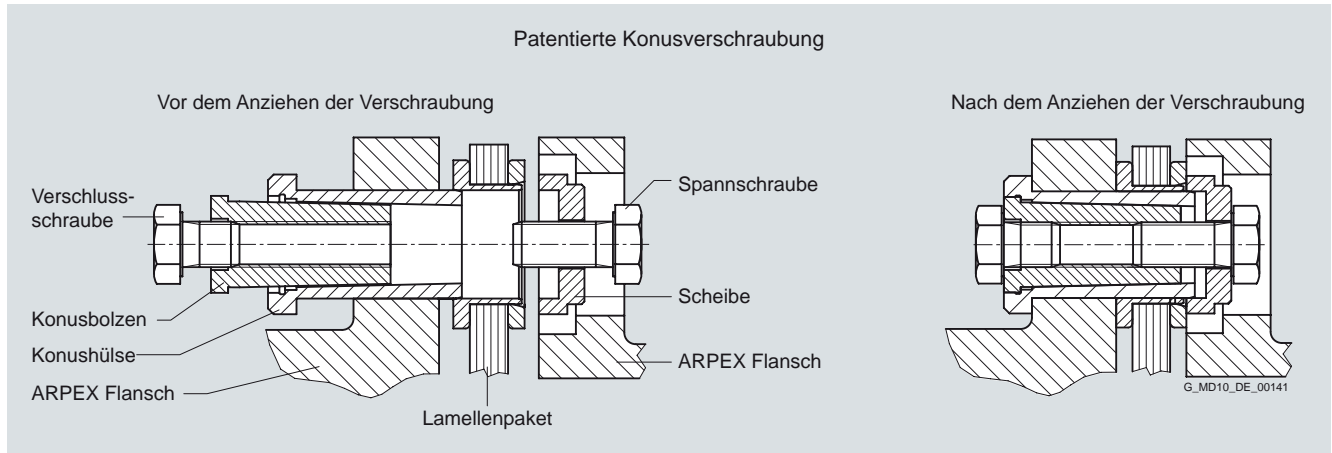 Patentierte Konusverschraubung
Vor dem Anziehen der Verschraubung
Nach dem Anziehen der Verschraubung
Verschluss-
schraube
Konusbolzen
Konushülse
ARPEX Flansch
Lamellenpaket
Spannschraube
Scheibe
ARPEX Flansch
G_MD10_DE_00141